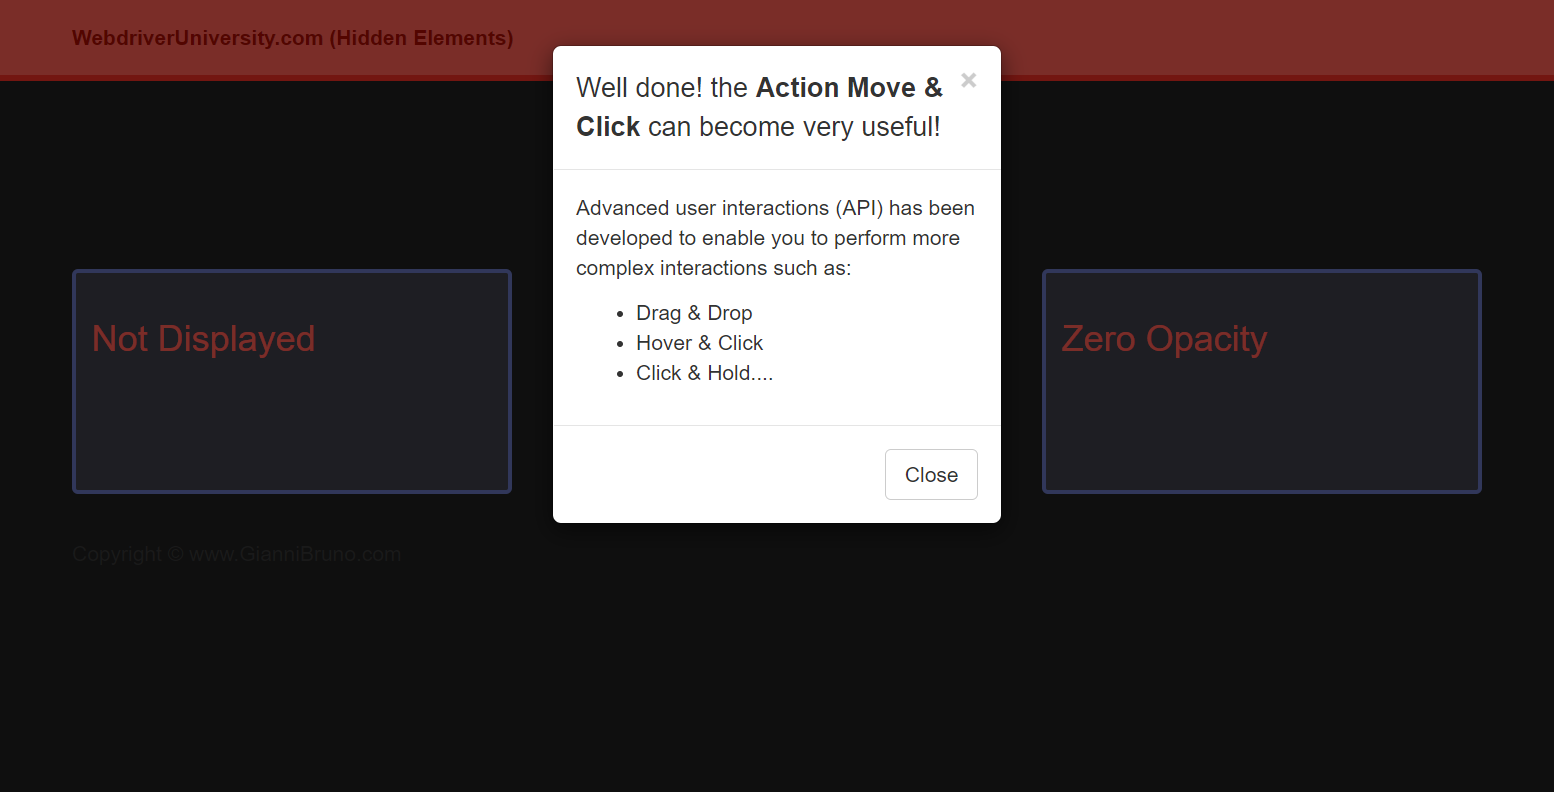 WebdriverUniversity.com (Hidden Elements)
Well done! the Action Move &
Click can become very useful!
×
Advanced user interactions (API) has been
developed to enable you to perform more
complex interactions such as:
• Drag & Drop
• Hover & Click
• Click & Hold....
Close
Not Displayed
Zero Opacity
Copyright © www.GianniBruno.com